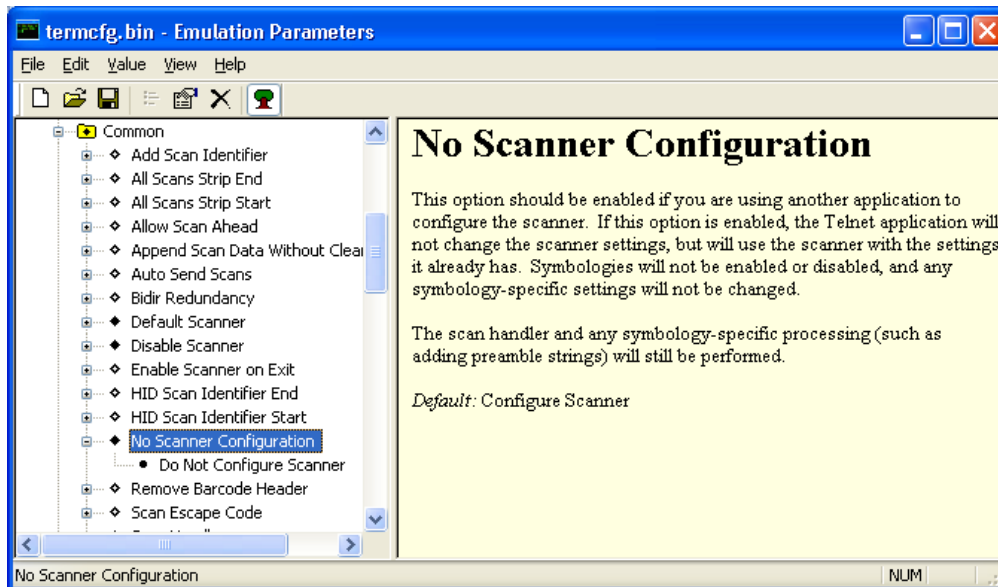 termcfg.bin - Emulation Parameters
File Edit Value View Help
Common
Add Scan Identifier
All Scans Strip End
All Scans Strip Start
Allow Scan Ahead
Append Scan Data Without Clear
Auto Send Scans
Bidir Redundancy
Default Scanner
Disable Scanner
Enable Scanner on Exit
HID Scan Identifier End
HID Scan Identifier Start
No Scanner Configuration
Do Not Configure Scanner
Remove Barcode Header
Scan Escape Code
No Scanner Configuration
This option should be enabled if you are using another application to
configure the scanner. If this option is enabled, the Telnet application will
not change the scanner settings, but will use the scanner with the settings
it already has. Symbologies will not be enabled or disabled, and any
symbology-specific settings will not be changed.
The scan handler and any symbology-specific processing (such as
adding preamble strings) will still be performed.
Default: Configure Scanner
No Scanner Configuration
NUM